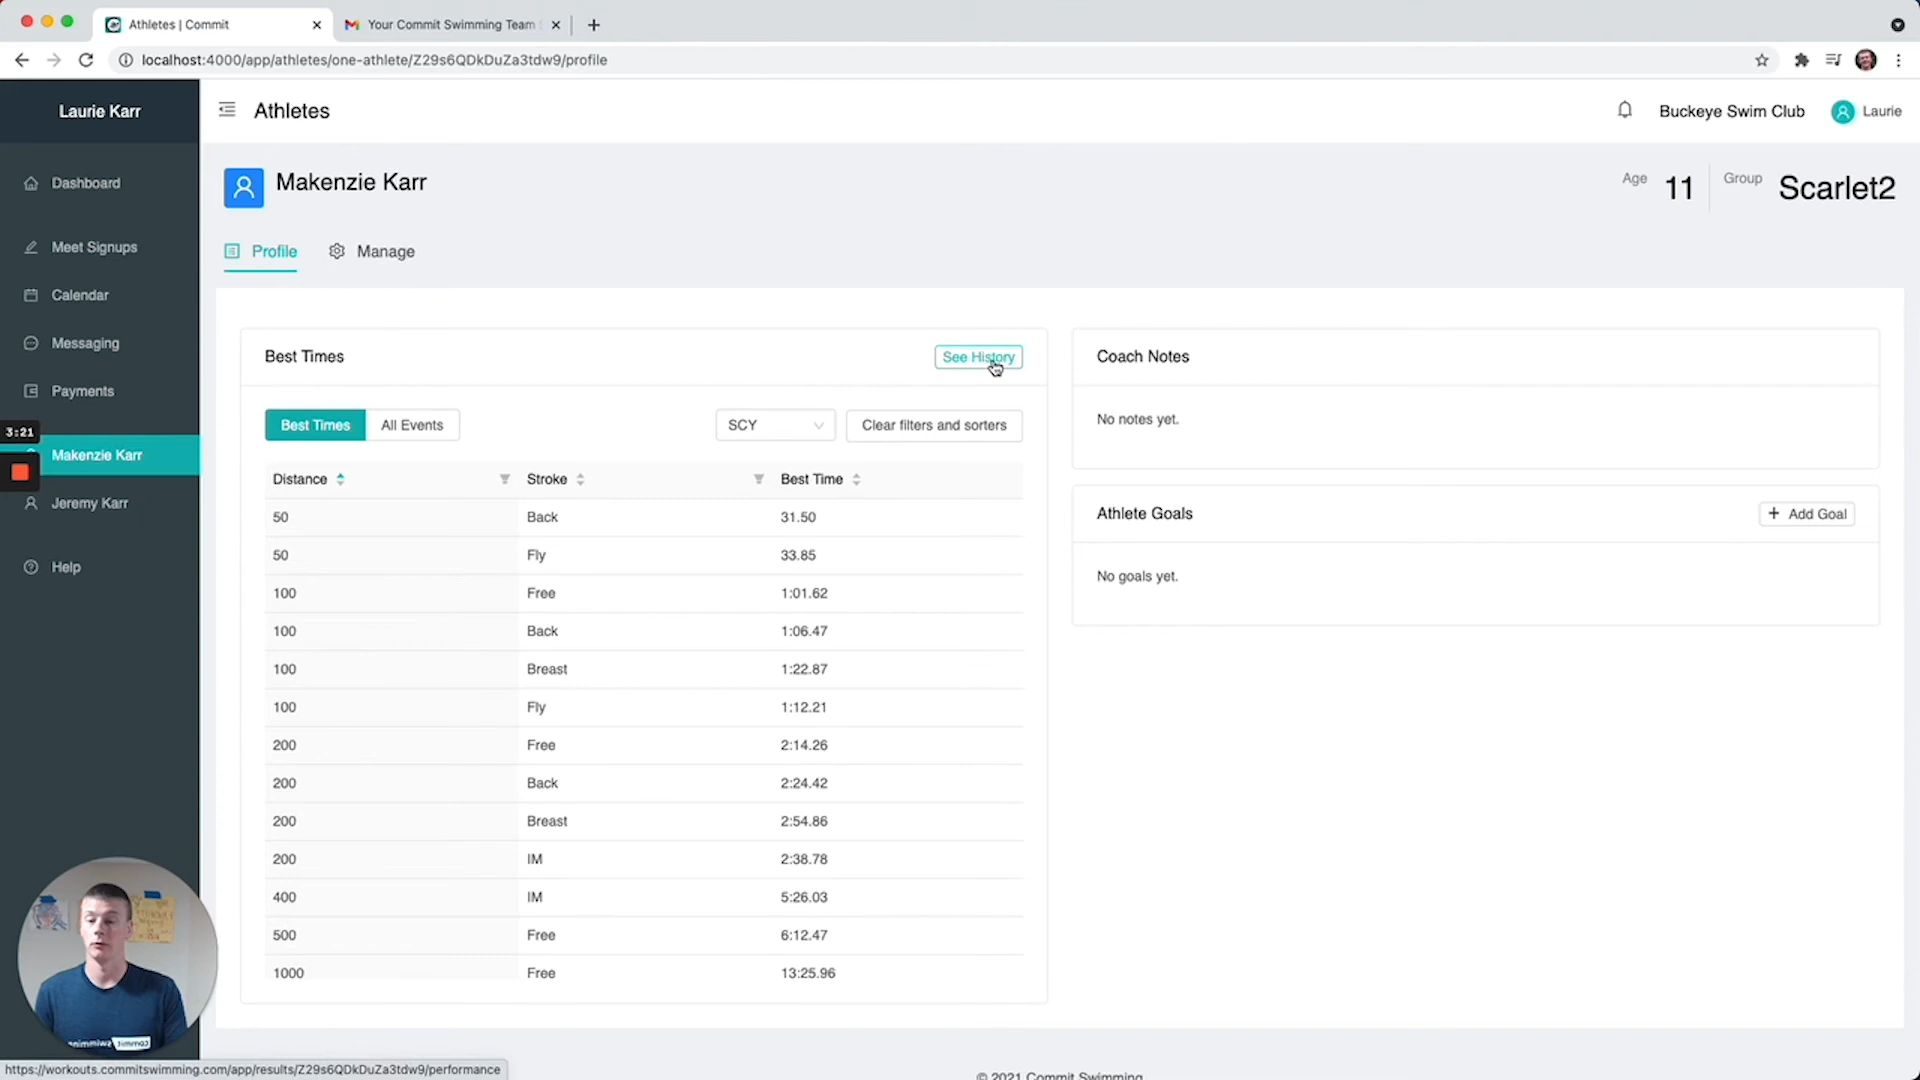 Athletes | Commit
Your Commit Swimming Team
localhost:4000/app/athletes/one-athlete/Z29s6QDkDuZa3tdw9/profile
Laurie Karr
Athletes
Buckeye Swim Club
Laurie
Dashboard
Meet Signups
Calendar
Messaging
Payments
3:21
Makenzie Karr
Jeremy Karr
Help
Makenzie Karr
Age 11
Group Scarlet2
Profile
Manage
Best Times
See History
Best Times
All Events
SCY
Clear filters and sorters
Distance Stroke Best Time
50 Back 31.50
50 Fly 33.85
100 Free 1:01.62
100 Back 1:06.47
100 Breast 1:22.87
100 Fly 1:12.21
200 Free 2:14.26
200 Back 2:24.42
200 Breast 2:54.86
200 IM 2:38.78
400 IM 5:26.03
500 Free 6:12.47
1000 Free 13:25.96
Coach Notes
No notes yet.
Athlete Goals
+ Add Goal
No goals yet.
https://workouts.commitswimming.com/app/results/Z29s6QDkDuZa3tdw9/performance
© 2021 Commit Swimming